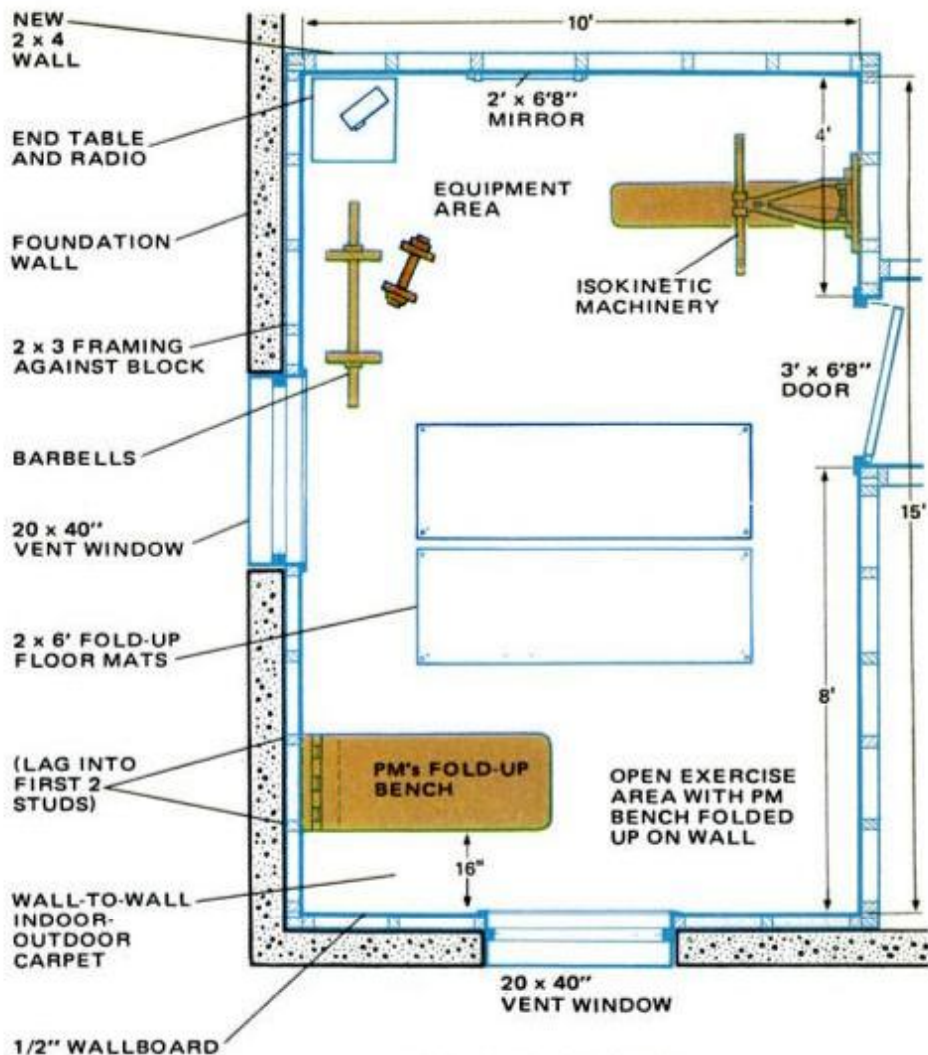 NEW
2 x 4
WALL
10'
2' x 6'8"
MIRROR
4'
END TABLE
AND RADIO
EQUIPMENT
AREA
FOUNDATION
WALL
ISOKINETIC
MACHINERY
2 x 3 FRAMING
AGAINST BLOCK
3' x 6'8"
DOOR
BARBELLS
15'
20 x 40"
VENT WINDOW
2 x 6' FOLD-UP
FLOOR MATS
8'
(LAG INTO
FIRST 2
STUDS)
PM's FOLD-UP
BENCH
OPEN EXERCISE
AREA WITH PM
BENCH FOLDED
UP ON WALL
16"
WALL-TO-WALL
INDOOR-
OUTDOOR
CARPET
20 x 40"
VENT WINDOW
1/2" WALLBOARD